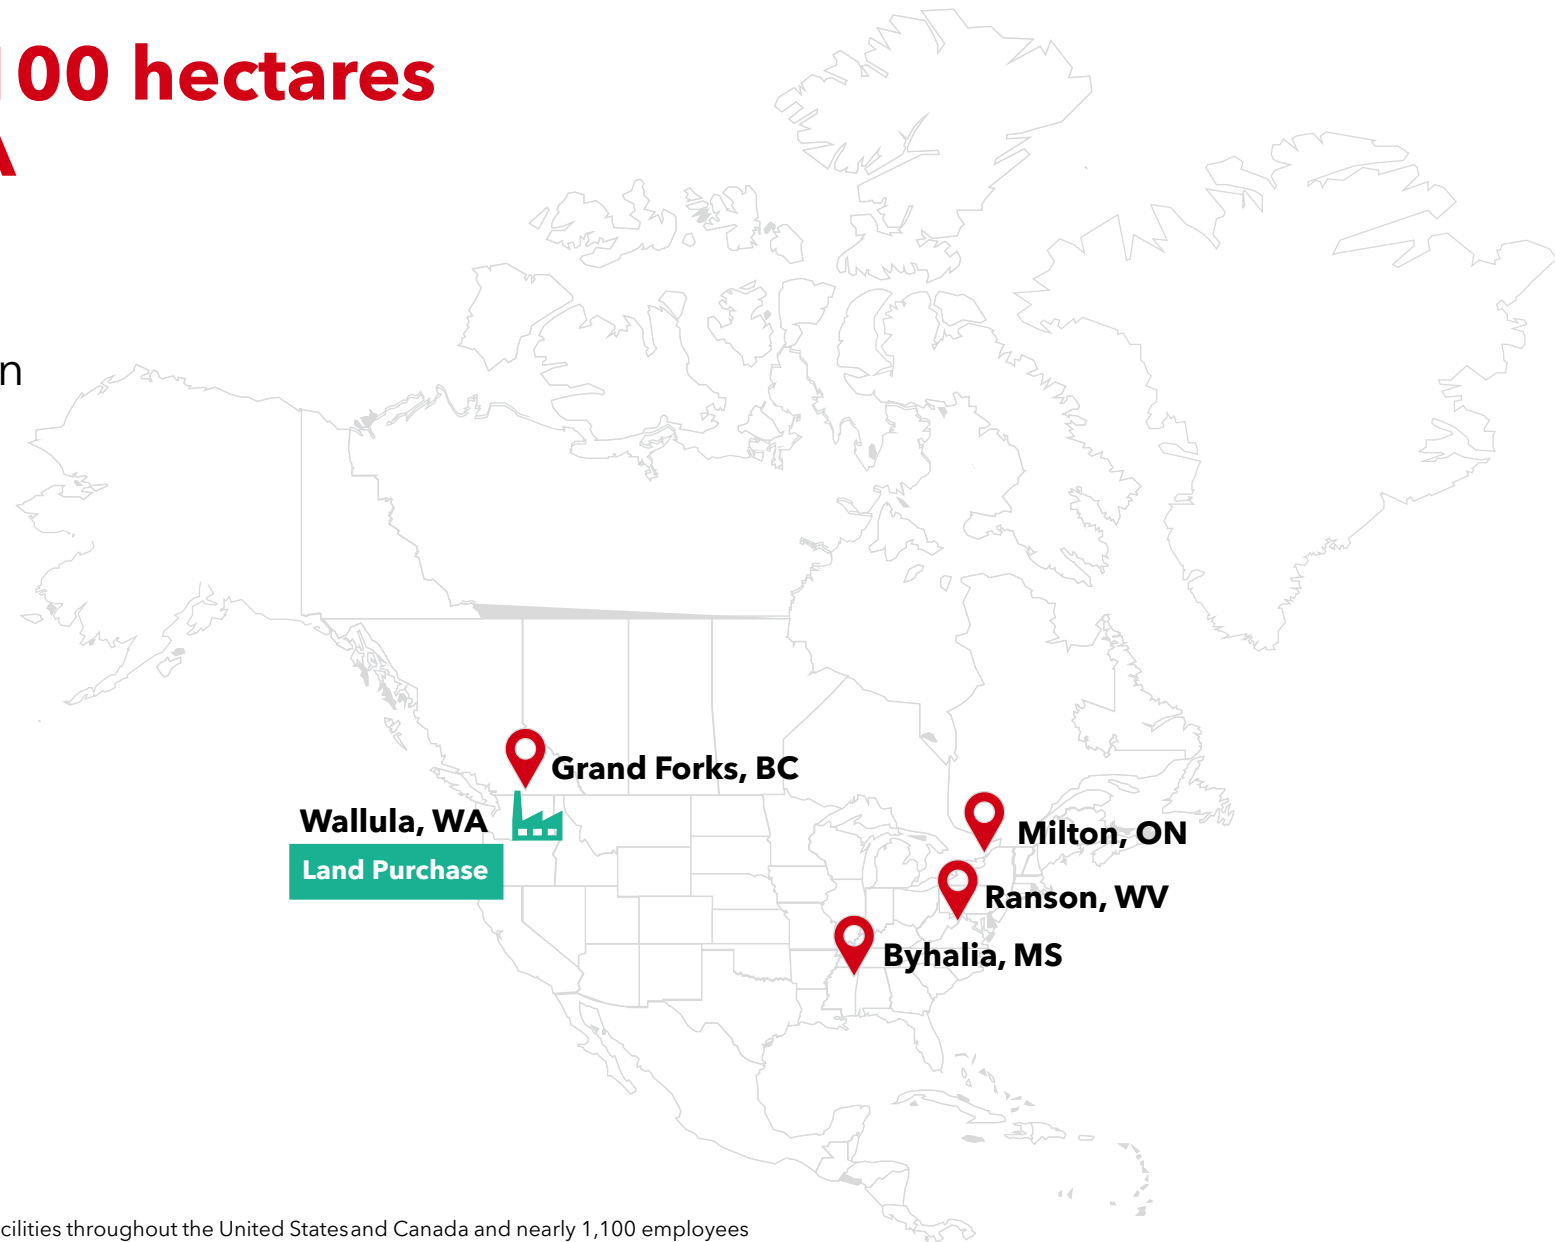 100 hectares
A
n
Grand Forks, BC
Wallula, WA
Land Purchase
Milton, ON
Ranson, WV
Byhalia, MS
cilities throughout the United States and Canada and nearly 1,100 employees